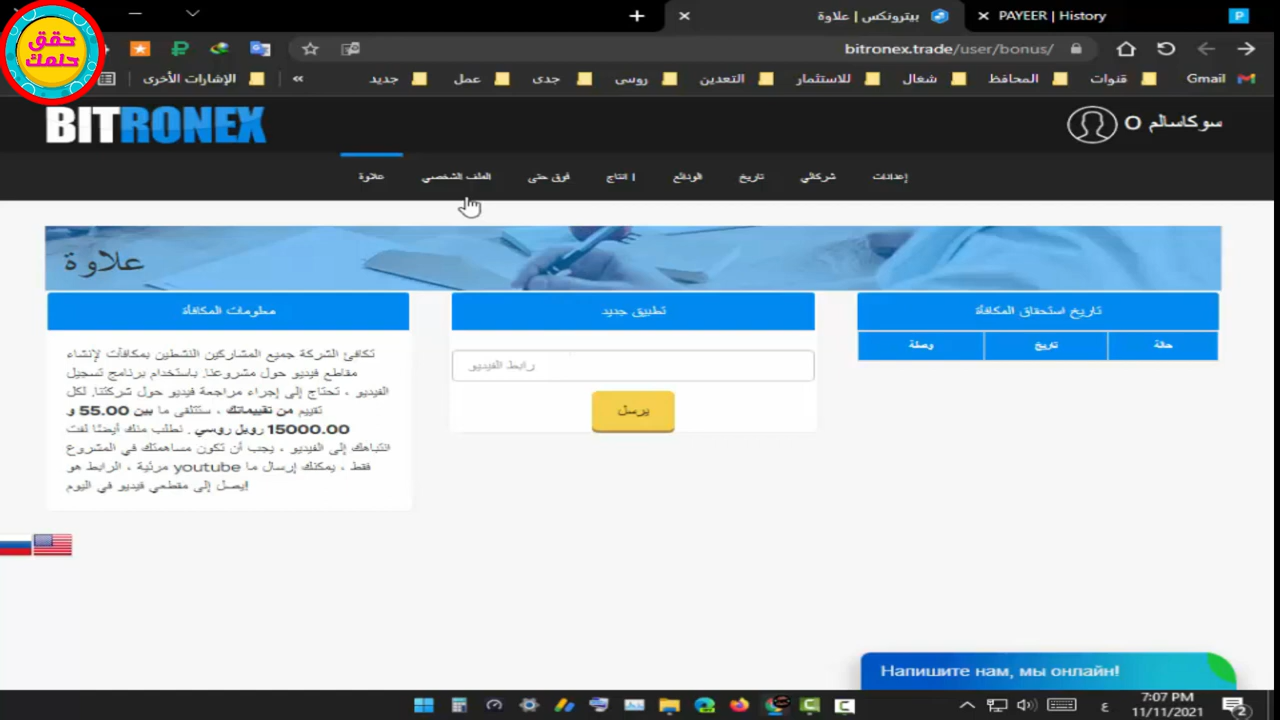 حقق
حلمك
بيترونكس | علاوة
PAYEER | History
P
bitronex.trade/user/bonus/
Gmail
قنوات
المحافظ
شغال
للاستثمار
التعدين
روسى
جدى
عمل
جديد
»
الإشارات الأخرى
BITRONEX
سوكاسالم O
إعدادات
شركائي
تاريخ
الودائع
انتاج |
فوق حتى
الملف الشخصي
علاوة
علاوة
تاريخ استحقاق المكافأة
حالة
تاريخ
وصلة
تطبيق جديد
رابط الفيديو
يرسل
معلومات المكافأة
تكافئ الشركة جميع المشاركين النشطين بمكافآت لإنشاء
مقاطع فيديو حول مشروعنا. باستخدام برنامج تسجيل
الفيديو ، تحتاج إلى إجراء مراجعة فيديو حول شركتنا. لكل
تقييم من تقييماتك ، ستتلقى ما بين 55.00 و
15000.00 روبل روسي . نطلب منك أيضًا لفت
انتباهك إلى الفيديو ، يجب أن تكون مساهمتك في المشروع
فقط ، يمكنك إرسال ما youtube مرئية ، الرابط هو
!يصل إلى مقطعي فيديو في اليوم
Напишите нам, мы онлайн!
ع
7:07 PM
11/11/2021
2